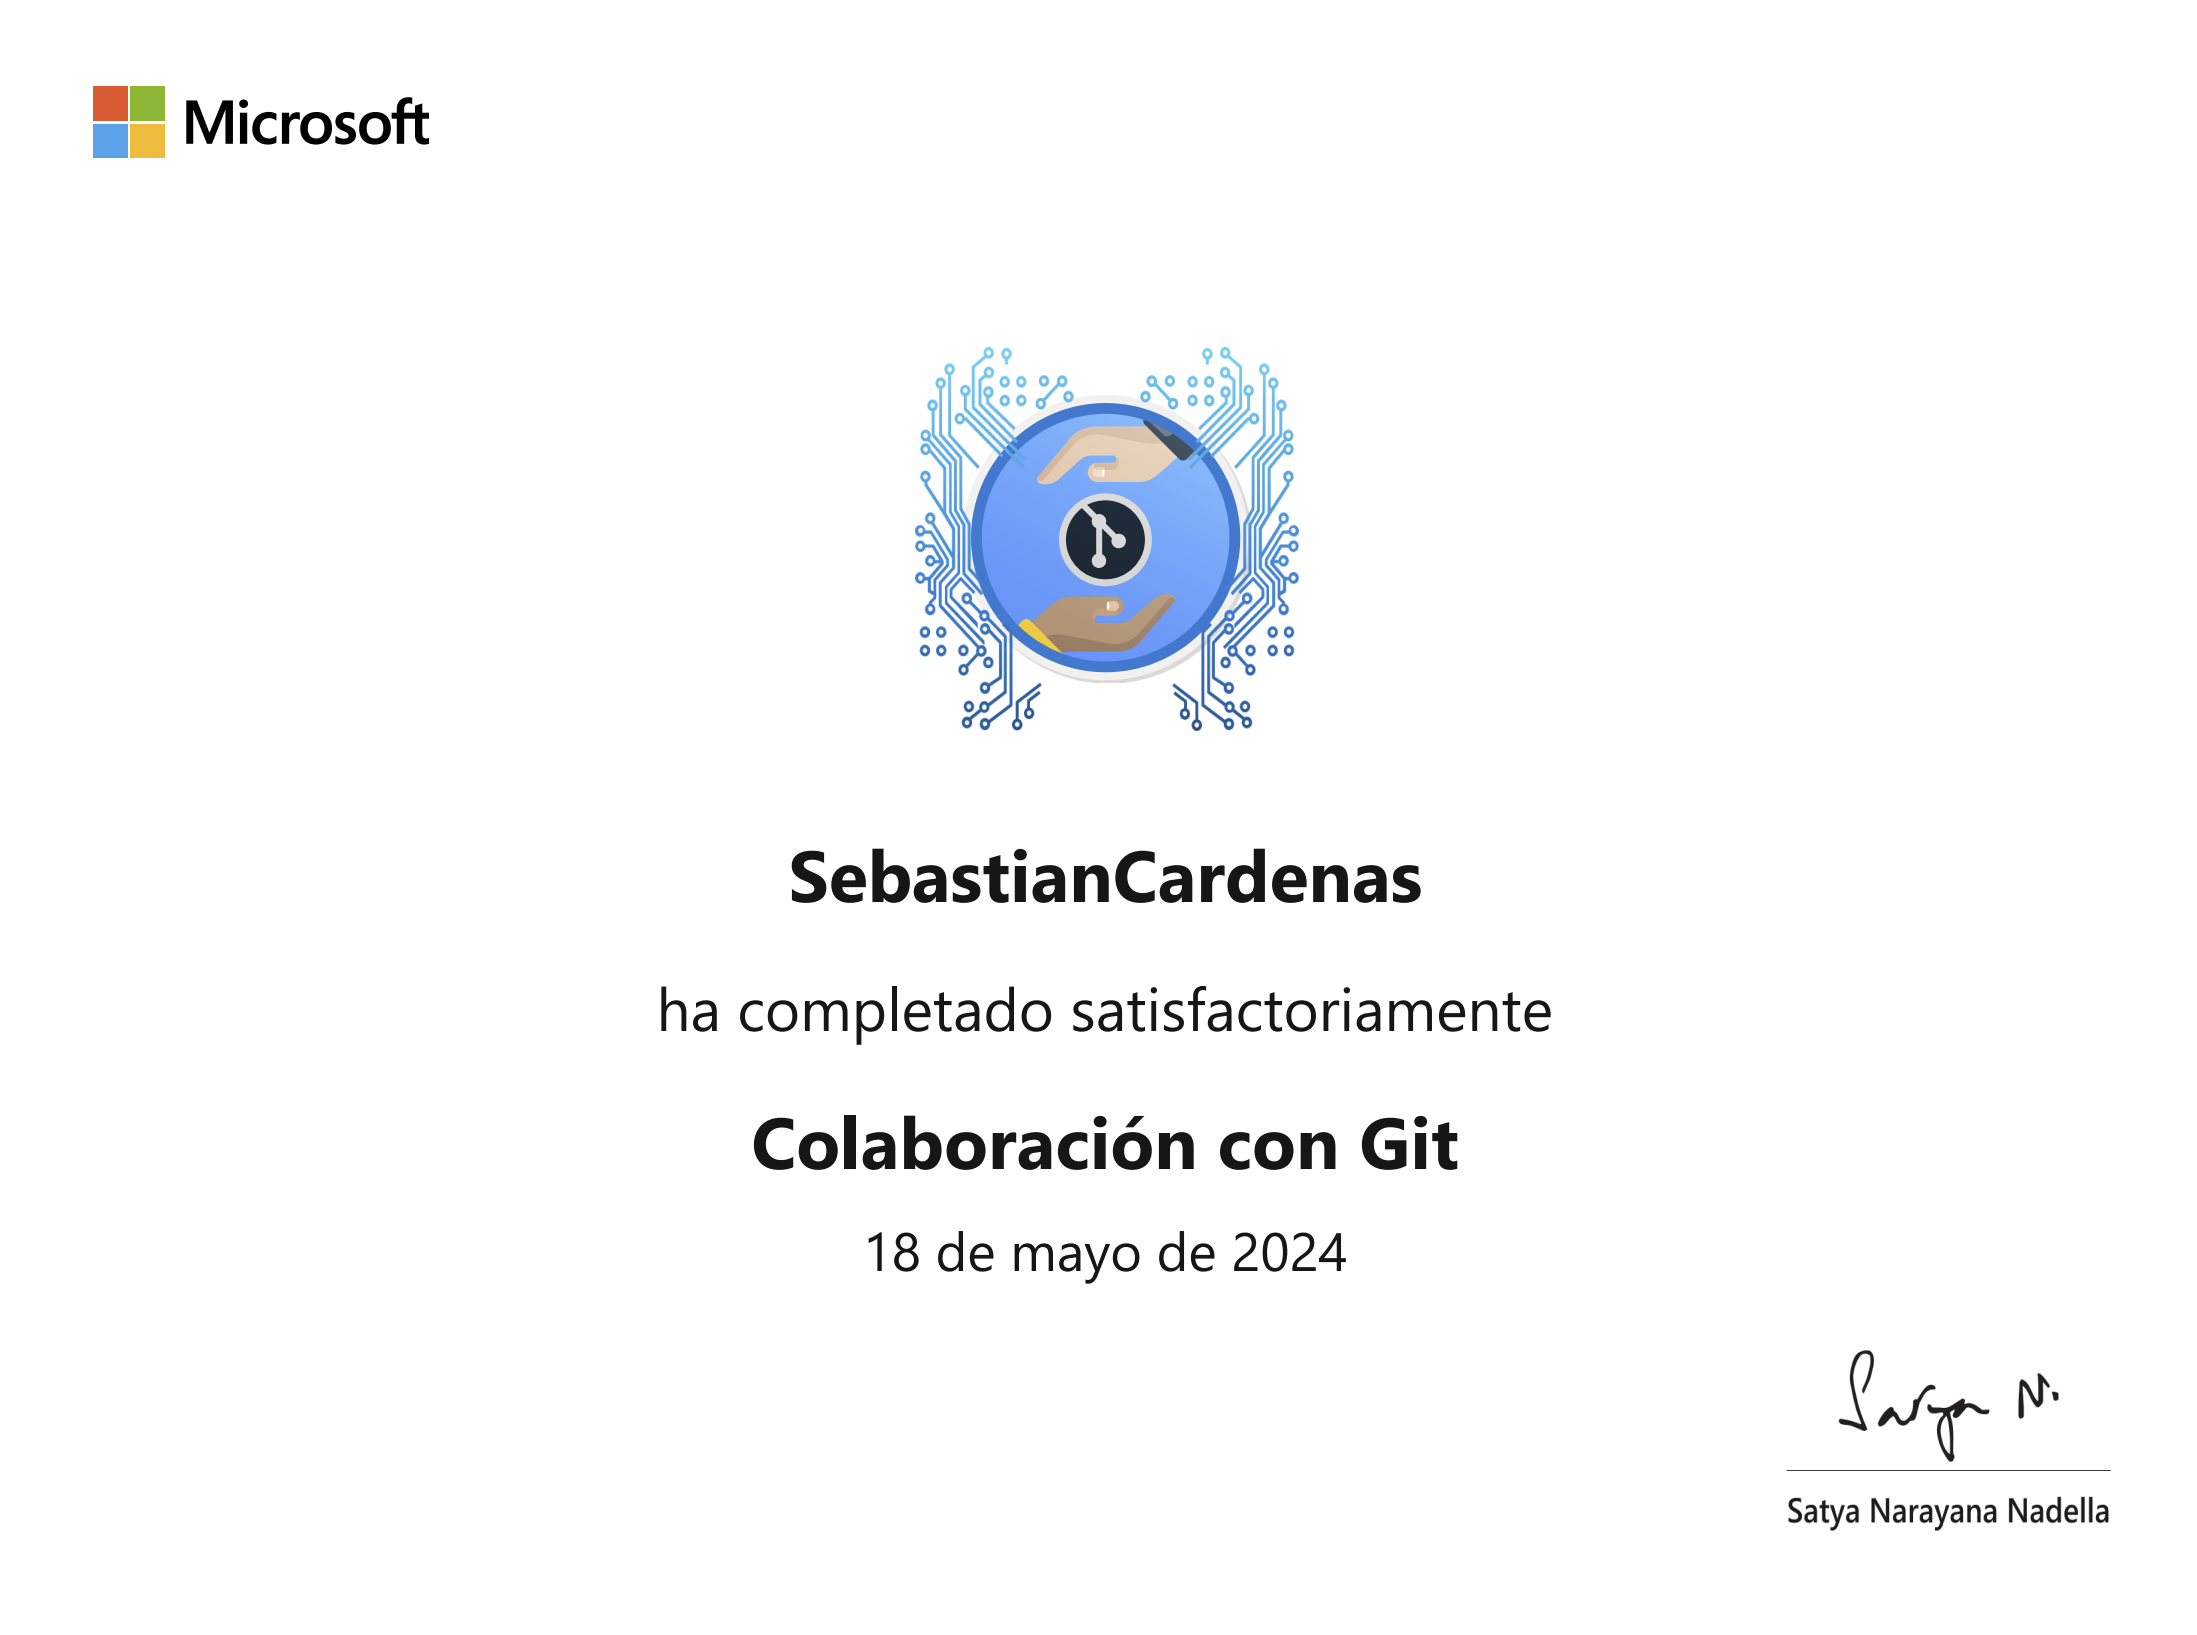 Microsoft
SebastianCardenas
ha completado satisfactoriamente
Colaboración con Git
18 de mayo de 2024
Satya N.
Satya Narayana Nadella